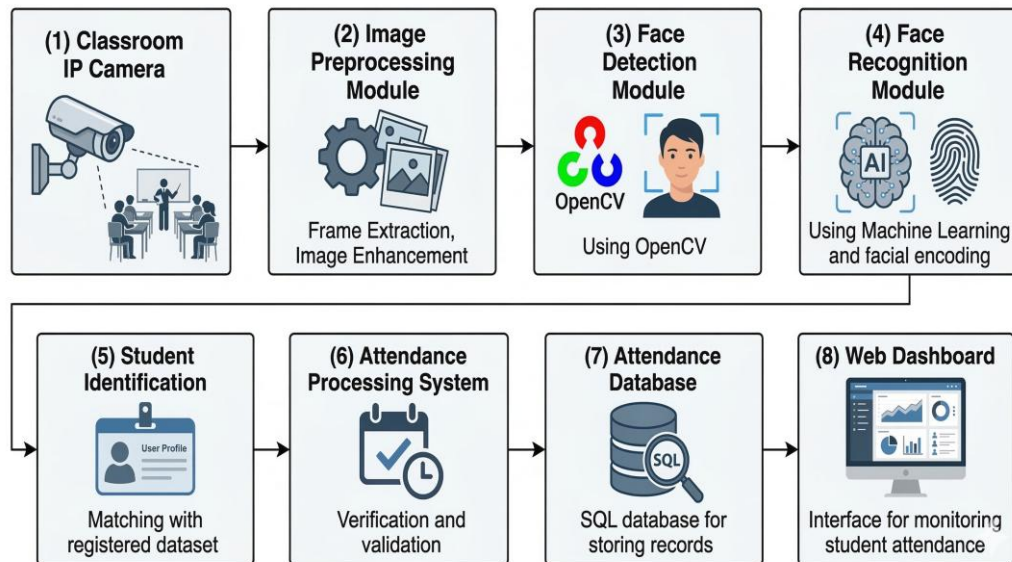 (1) Classroom
IP Camera
(2) Image
Preprocessing
Module
Frame Extraction,
Image Enhancement
(3) Face
Detection
Module
OpenCV
Using OpenCV
(4) Face
Recognition
Module
AI
Using Machine Learning
and facial encoding
(5) Student
Identification
User Profile
Matching with
registered dataset
(6) Attendance
Processing System
Verification and
validation
(7) Attendance
Database
SQL
SQL database for
storing records
(8) Web Dashboard
Interface for monitoring
student attendance